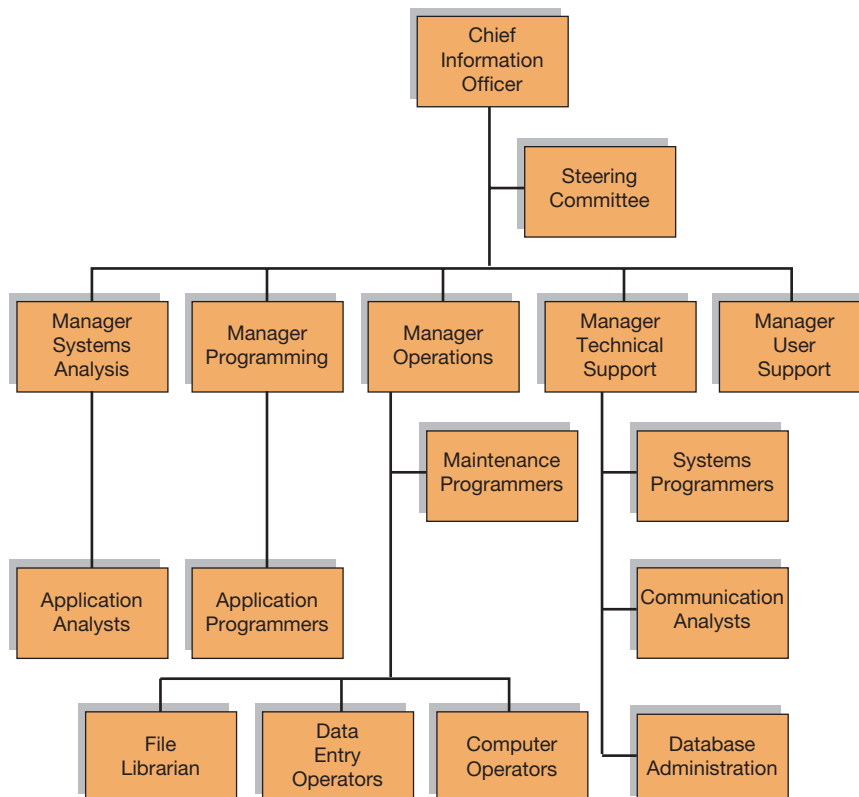 Chief
Information
Officer
Steering
Committee
Manager
Systems
Analysis
Manager
Programming
Manager
Operations
Manager
Technical
Support
Manager
User
Support
Maintenance
Programmers
Systems
Programmers
Application
Analysts
Application
Programmers
Communication
Analysts
File
Librarian
Data
Entry
Operators
Computer
Operators
Database
Administration